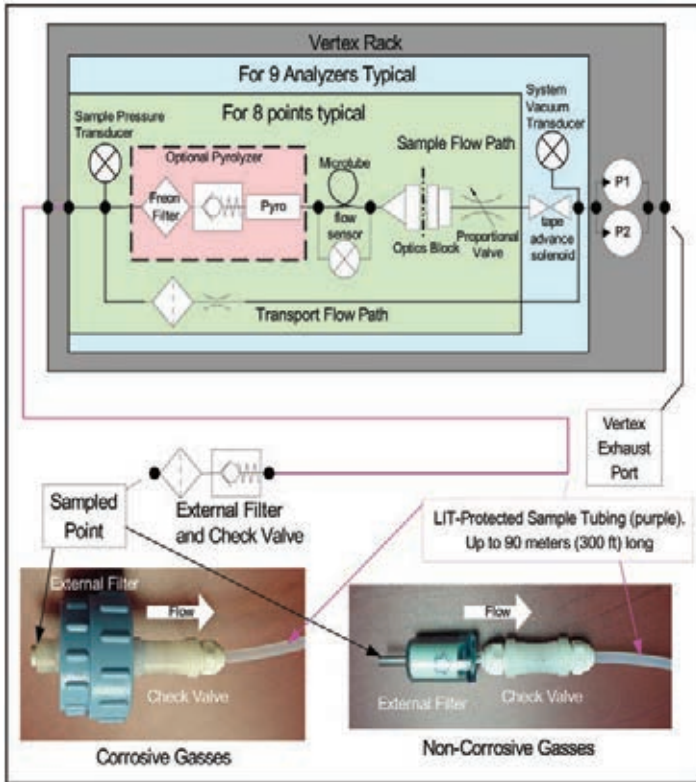 Vertex Rack
For 9 Analyzers Typical
For 8 points typical
System
Vacuum
Transducer
Sample Pressure
Transducer
Optional Pyrolyzer
Freon
Filter
Pyro
Microtube
flow
sensor
Sample Flow Path
Optics Block
Proportional
Valve
tape
advance
solenoid
P1
P2
Transport Flow Path
Vertex
Exhaust
Port
Sampled
Point
External Filter
and Check Valve
LIT-Protected Sample Tubing (purple).
Up to 90 meters (300 ft) long
External Filter
Flow
Check Valve
Corrosive Gasses
Flow
External Filter
Check Valve
Non-Corrosive Gasses